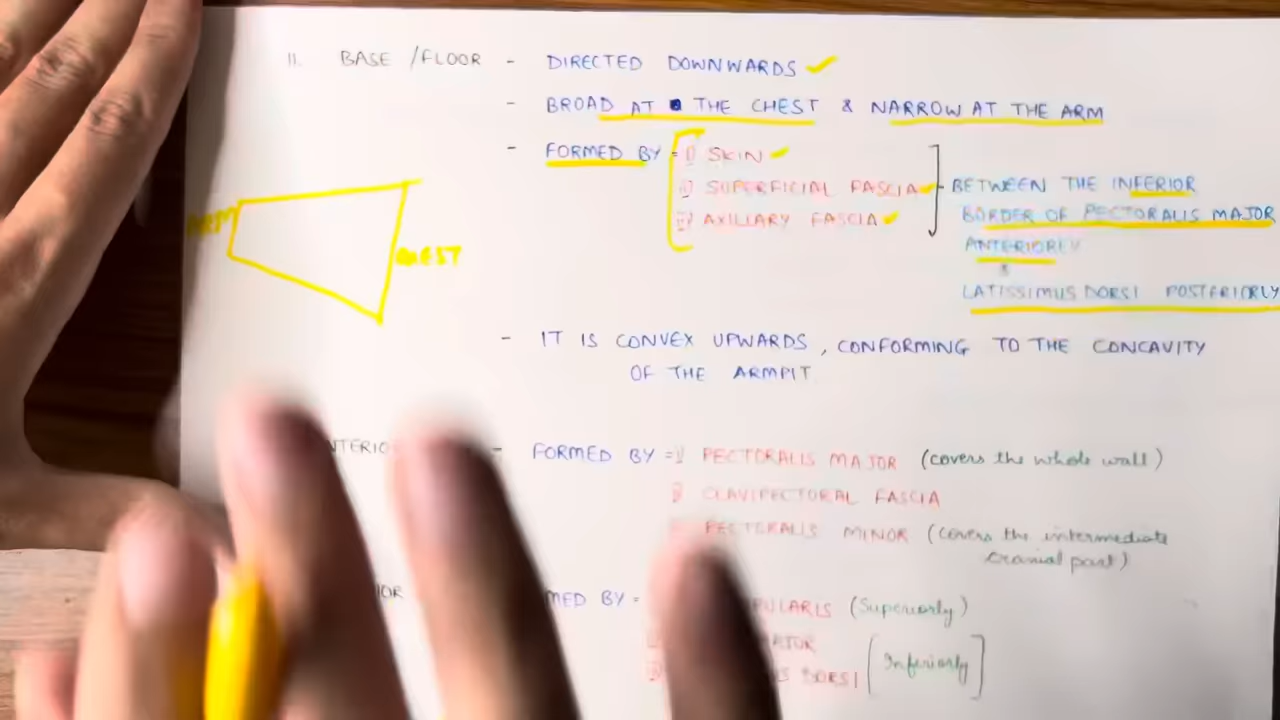 II. BASE /FLOOR - DIRECTED DOWNWARDS
- BROAD AT THE CHEST & NARROW AT THE ARM
- FORMED BY = i) SKIN
ii) SUPERFICIAL FASCIA
iii) AXILLARY FASCIA
BETWEEN THE INFERIOR
BORDER OF PECTORALIS MAJOR
ANTERIORLY
&
LATISSIMUS DORSI POSTERIORLY
ARM
CHEST
- IT IS CONVEX UPWARDS, CONFORMING TO THE CONCAVITY
OF THE ARMPIT
- FORMED BY = i) PECTORALIS MAJOR (covers the whole wall)
ii) CLAVIPECTORAL FASCIA
PECTORALIS MINOR (covers the intermediate
cranial part)
BY = (Superiorly)
DORSI
Inferiorly